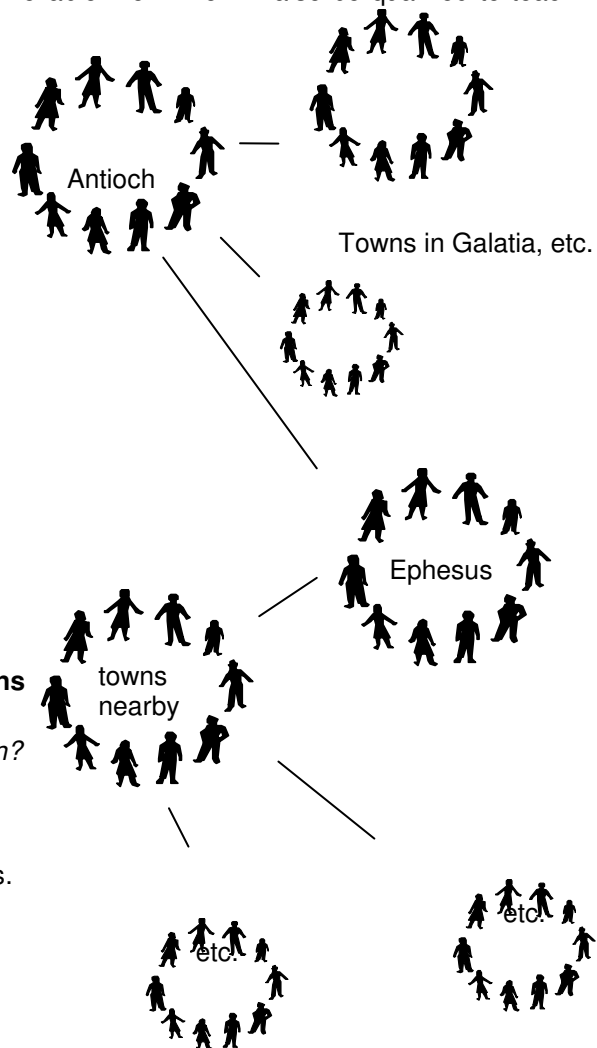 Antioch
Towns in Galatia, etc.
Ephesus
towns
nearby
etc.
etc.